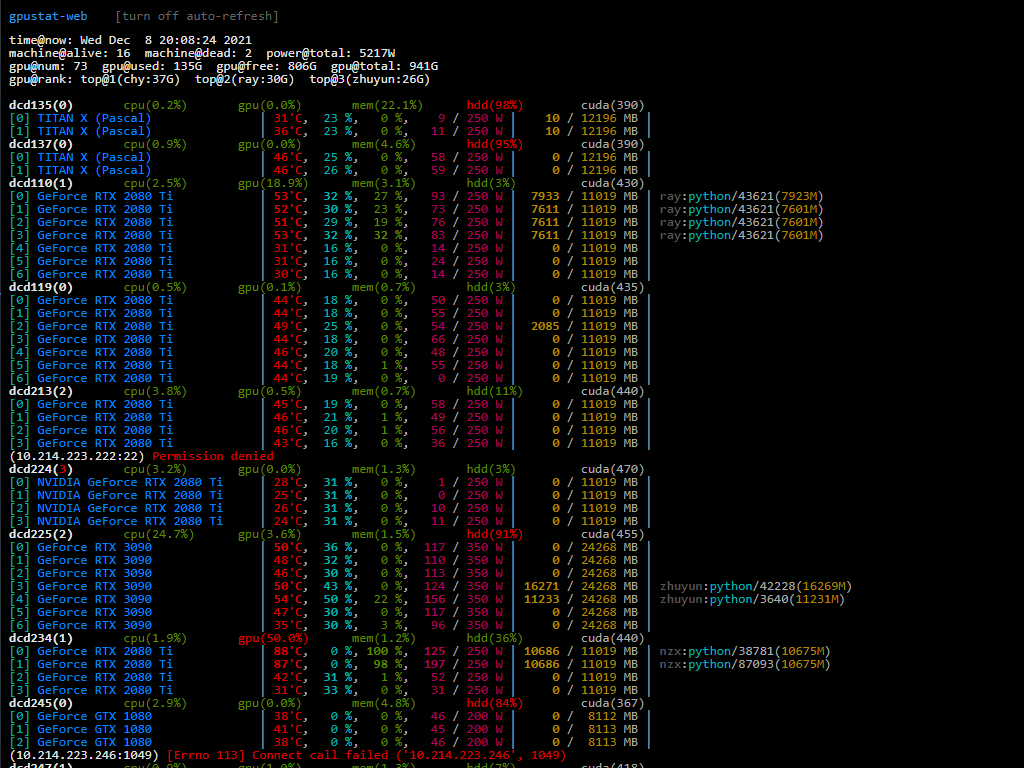 gpustat-web [turn off auto-refresh]
time@now: Wed Dec 8 20:08:24 2021
machine@alive: 16 machine@dead: 2 power@total: 5217W
gpu@num: 73 gpu@used: 135G gpu@free: 806G gpu@total: 941G
gpu@rank: top@1(chy:37G) top@2(ray:30G) top@3(zhuyun:26G)
dcd135(0) cpu(0.2%) gpu(0.0%) mem(22.1%) hdd(98%) cuda(390)
[0] TITAN X (Pascal) | 31'C, 23 %, 0 %, 9 / 250 W | 10 / 12196 MB |
[1] TITAN X (Pascal) | 36'C, 23 %, 0 %, 11 / 250 W | 10 / 12196 MB |
dcd137(0) cpu(0.9%) gpu(0.0%) mem(4.6%) hdd(95%) cuda(390)
[0] TITAN X (Pascal) | 46'C, 25 %, 0 %, 58 / 250 W | 0 / 12196 MB |
[1] TITAN X (Pascal) | 46'C, 26 %, 0 %, 59 / 250 W | 0 / 12196 MB |
dcd110(1) cpu(2.5%) gpu(18.9%) mem(3.1%) hdd(3%) cuda(430)
[0] GeForce RTX 2080 Ti | 53'C, 32 %, 27 %, 93 / 250 W | 7933 / 11019 MB | ray:python/43621(7923M)
[1] GeForce RTX 2080 Ti | 52'C, 30 %, 23 %, 73 / 250 W | 7611 / 11019 MB | ray:python/43621(7601M)
[2] GeForce RTX 2080 Ti | 51'C, 29 %, 19 %, 76 / 250 W | 7611 / 11019 MB | ray:python/43621(7601M)
[3] GeForce RTX 2080 Ti | 53'C, 32 %, 32 %, 83 / 250 W | 7611 / 11019 MB | ray:python/43621(7601M)
[4] GeForce RTX 2080 Ti | 31'C, 16 %, 0 %, 14 / 250 W | 0 / 11019 MB |
[5] GeForce RTX 2080 Ti | 31'C, 16 %, 0 %, 24 / 250 W | 0 / 11019 MB |
[6] GeForce RTX 2080 Ti | 30'C, 16 %, 0 %, 14 / 250 W | 0 / 11019 MB |
dcd119(0) cpu(0.5%) gpu(0.1%) mem(0.7%) hdd(3%) cuda(435)
[0] GeForce RTX 2080 Ti | 44'C, 18 %, 0 %, 50 / 250 W | 0 / 11019 MB |
[1] GeForce RTX 2080 Ti | 44'C, 18 %, 0 %, 55 / 250 W | 0 / 11019 MB |
[2] GeForce RTX 2080 Ti | 49'C, 25 %, 0 %, 54 / 250 W | 2085 / 11019 MB |
[3] GeForce RTX 2080 Ti | 44'C, 18 %, 0 %, 66 / 250 W | 0 / 11019 MB |
[4] GeForce RTX 2080 Ti | 46'C, 20 %, 0 %, 48 / 250 W | 0 / 11019 MB |
[5] GeForce RTX 2080 Ti | 44'C, 18 %, 1 %, 55 / 250 W | 0 / 11019 MB |
[6] GeForce RTX 2080 Ti | 44'C, 19 %, 0 %, 0 / 250 W | 0 / 11019 MB |
dcd213(2) cpu(3.8%) gpu(0.5%) mem(0.7%) hdd(11%) cuda(440)
[0] GeForce RTX 2080 Ti | 45'C, 19 %, 0 %, 58 / 250 W | 0 / 11019 MB |
[1] GeForce RTX 2080 Ti | 46'C, 21 %, 1 %, 49 / 250 W | 0 / 11019 MB |
[2] GeForce RTX 2080 Ti | 46'C, 20 %, 1 %, 56 / 250 W | 0 / 11019 MB |
[3] GeForce RTX 2080 Ti | 43'C, 16 %, 0 %, 36 / 250 W | 0 / 11019 MB |
(10.214.223.222:22) Permission denied
dcd224(3) cpu(3.2%) gpu(0.0%) mem(1.3%) hdd(3%) cuda(470)
[0] NVIDIA GeForce RTX 2080 Ti | 28'C, 31 %, 0 %, 1 / 250 W | 0 / 11019 MB |
[1] NVIDIA GeForce RTX 2080 Ti | 25'C, 31 %, 0 %, 0 / 250 W | 0 / 11019 MB |
[2] NVIDIA GeForce RTX 2080 Ti | 26'C, 31 %, 0 %, 10 / 250 W | 0 / 11019 MB |
[3] NVIDIA GeForce RTX 2080 Ti | 24'C, 31 %, 0 %, 11 / 250 W | 0 / 11019 MB |
dcd225(2) cpu(24.7%) gpu(3.6%) mem(1.5%) hdd(91%) cuda(455)
[0] GeForce RTX 3090 | 50'C, 36 %, 0 %, 117 / 350 W | 0 / 24268 MB |
[1] GeForce RTX 3090 | 48'C, 32 %, 0 %, 110 / 350 W | 0 / 24268 MB |
[2] GeForce RTX 3090 | 46'C, 30 %, 0 %, 113 / 350 W | 0 / 24268 MB |
[3] GeForce RTX 3090 | 50'C, 43 %, 0 %, 124 / 350 W | 16271 / 24268 MB | zhuyun:python/42228(16269M)
[4] GeForce RTX 3090 | 54'C, 50 %, 22 %, 156 / 350 W | 11233 / 24268 MB | zhuyun:python/3640(11231M)
[5] GeForce RTX 3090 | 47'C, 30 %, 0 %, 117 / 350 W | 0 / 24268 MB |
[6] GeForce RTX 3090 | 35'C, 30 %, 3 %, 96 / 350 W | 0 / 24268 MB |
dcd234(1) cpu(1.9%) gpu(50.0%) mem(1.2%) hdd(36%) cuda(440)
[0] GeForce RTX 2080 Ti | 88'C, 0 %, 100 %, 125 / 250 W | 10686 / 11019 MB | nzx:python/38781(10675M)
[1] GeForce RTX 2080 Ti | 87'C, 0 %, 98 %, 197 / 250 W | 10686 / 11019 MB | nzx:python/87093(10675M)
[2] GeForce RTX 2080 Ti | 42'C, 31 %, 1 %, 52 / 250 W | 0 / 11019 MB |
[3] GeForce RTX 2080 Ti | 31'C, 33 %, 0 %, 31 / 250 W | 0 / 11019 MB |
dcd245(0) cpu(2.9%) gpu(0.0%) mem(4.8%) hdd(84%) cuda(367)
[0] GeForce GTX 1080 | 38'C, 0 %, 0 %, 46 / 200 W | 0 / 8112 MB |
[1] GeForce GTX 1080 | 41'C, 0 %, 0 %, 45 / 200 W | 0 / 8113 MB |
[2] GeForce GTX 1080 | 38'C, 0 %, 0 %, 46 / 200 W | 0 / 8113 MB |
(10.214.223.246:1049) [Errno 113] Connect call failed ('10.214.223.246', 1049)
dcd247(1) cpu(0.9%) gpu(1.0%) mem(1.3%) hdd(7%) cuda(418)